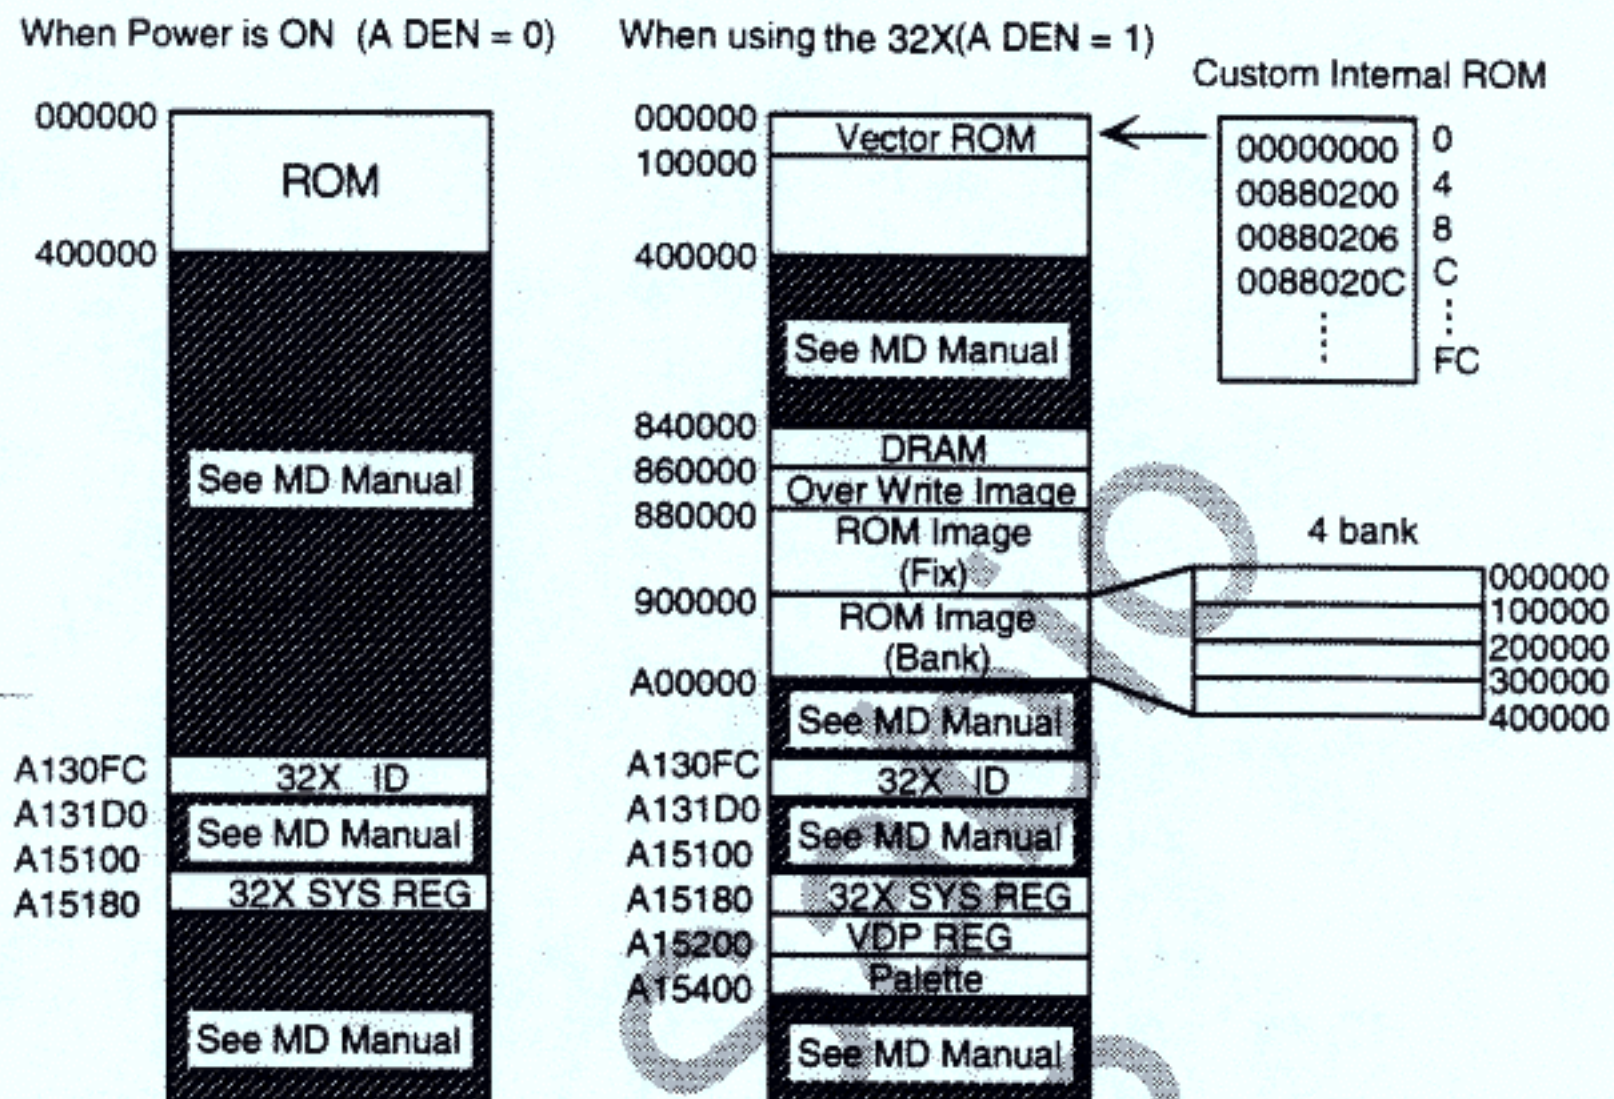 When Power is ON (A DEN = 0)
000000
ROM
400000
See MD Manual
A130FC
32X ID
A131D0
See MD Manual
A15100
A15180
32X SYS REG
See MD Manual
When using the 32X(A DEN = 1)
000000
Vector ROM
100000
400000
See MD Manual
840000
DRAM
860000
Over Write Image
880000
ROM Image
(Fix)
900000
ROM Image
(Bank)
A00000
See MD Manual
A130FC
32X ID
A131D0
See MD Manual
A15100
A15180
32X SYS REG
VDP REG
A15200
Palette
A15400
See MD Manual
Custom Internal ROM
00000000 0
00880200 4
00880206 8
0088020C C
FC
4 bank
000000
100000
200000
300000
400000